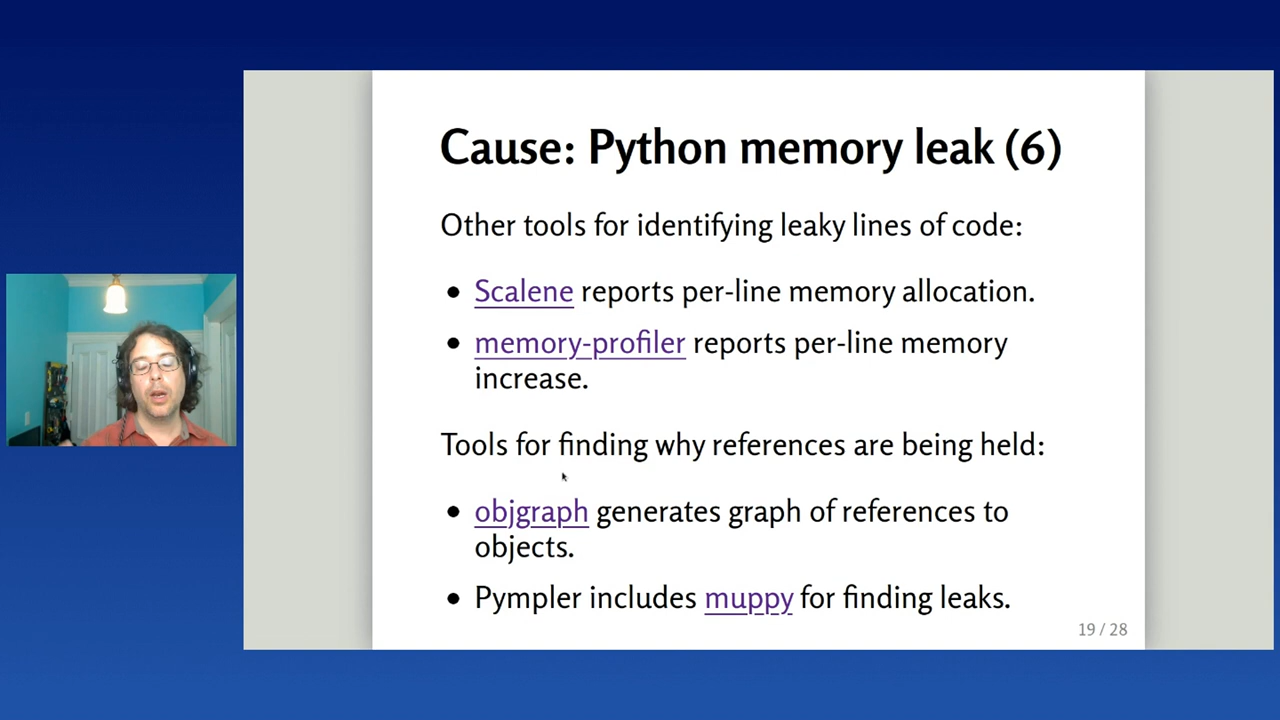 Cause: Python memory leak (6)
Other tools for identifying leaky lines of code:
• Scalene reports per-line memory allocation.
• memory-profiler reports per-line memory
increase.
Tools for finding why references are being held:
• objgraph generates graph of references to
objects.
• Pympler includes muppy for finding leaks.
19 / 28